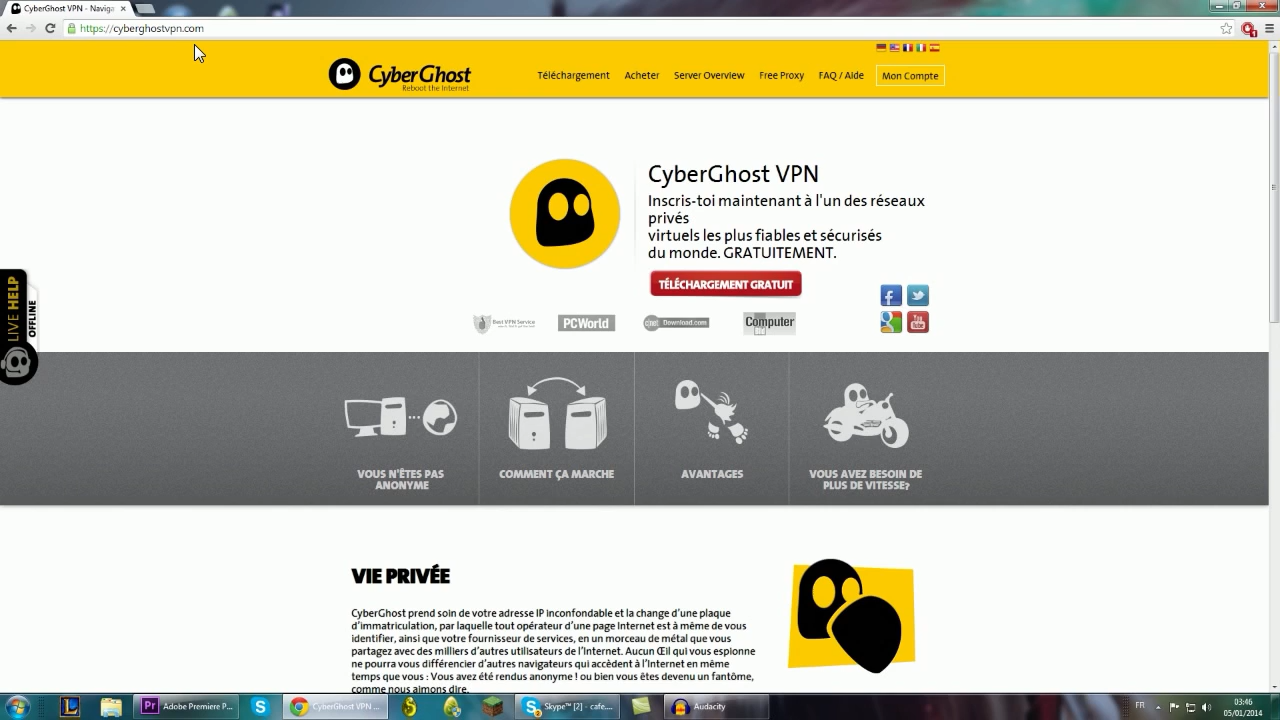 CyberGhost VPN - Naviga
https://cyberghostvpn.com
CyberGhost
Reboot the Internet
Téléchargement
Acheter
Server Overview
Free Proxy
FAQ / Aide
Mon Compte
CyberGhost VPN
Inscris-toi maintenant à l'un des réseaux
privés
virtuels les plus fiables et sécurisés
du monde. GRATUITEMENT.
TÉLÉCHARGEMENT GRATUIT
LIVE HELP
OFFLINE
Best VPN Service
PCWorld
cnet Download.com
Computer
You Tube
VOUS N'ÊTES PAS
ANONYME
COMMENT ÇA MARCHE
AVANTAGES
VOUS AVEZ BESOIN DE
PLUS DE VITESSE?
VIE PRIVÉE
CyberGhost prend soin de votre adresse IP inconfondable et la change d'une plaque
d'immatriculation, par laquelle tout opérateur d'une page Internet est à même de vous
identifier, ainsi que votre fournisseur de services, en un morceau de métal que vous
partagez avec des milliers d'autres utilisateurs de l'Internet. Aucun Œil qui vous espionne
ne pourra vous différencier d'autres navigateurs qui accèdent à l'Internet en même
temps que vous : Vous avez été rendus anonyme ! ou bien vous êtes devenu un fantôme,
comme nous aimons dire.
Adobe Premiere P...
CyberGhost VPN ...
Skype™ [2] - cafe....
Audacity
FR
03:46
05/01/2014